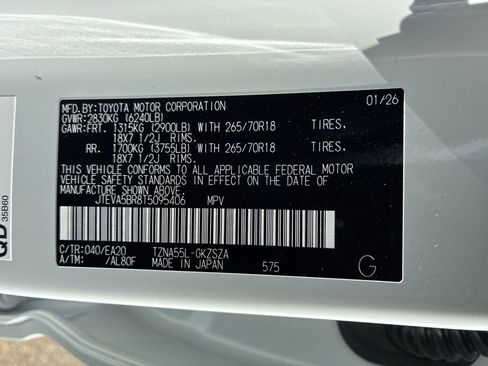 MFD.BY:TOYOTA MOTOR CORPORATION 01/26
GVWR:2830KG (6240LB)
GAWR:FRT. 1315KG (2900LB) WITH 265/70R18 TIRES,
18X7 1/2J RIMS.
RR. 1700KG (3755LB) WITH 265/70R18 TIRES,
18X7 1/2J RIMS.
THIS VEHICLE CONFORMS TO ALL APPLICABLE FEDERAL MOTOR
VEHICLE SAFETY STANDARDS IN EFFECT ON THE DATE OF
MANUFACTURE SHOWN ABOVE.
JTEVA5BR8T5095406 MPV
C/TR:040/EA20 TZNA55L-GKZSZA
A/TM: /AL80F MADE IN JAPAN 575 G
QD 35B60